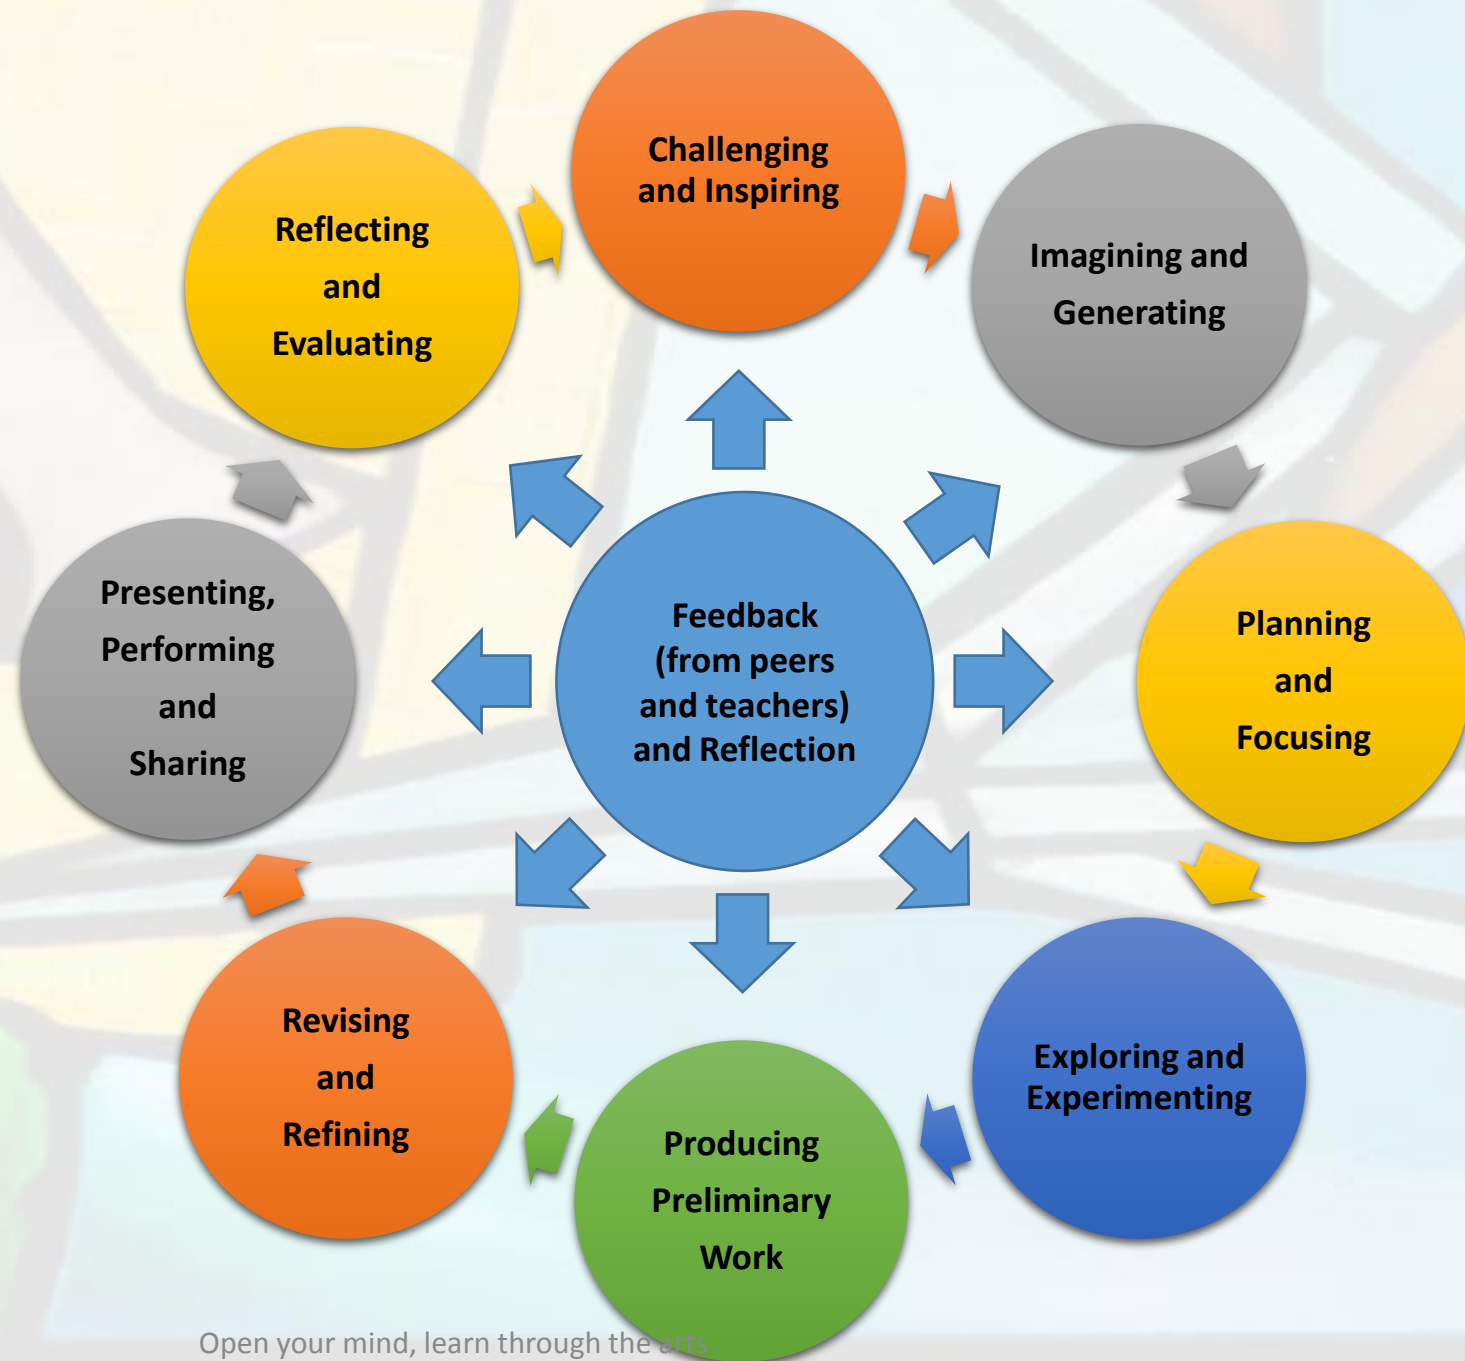 Challenging
and Inspiring
Imagining and
Generating
Planning
and
Focusing
Exploring and
Experimenting
Producing
Preliminary
Work
Revising
and
Refining
Presenting,
Performing
and
Sharing
Reflecting
and
Evaluating
Feedback
(from peers
and teachers)
and Reflection
Open your mind, learn through the arts